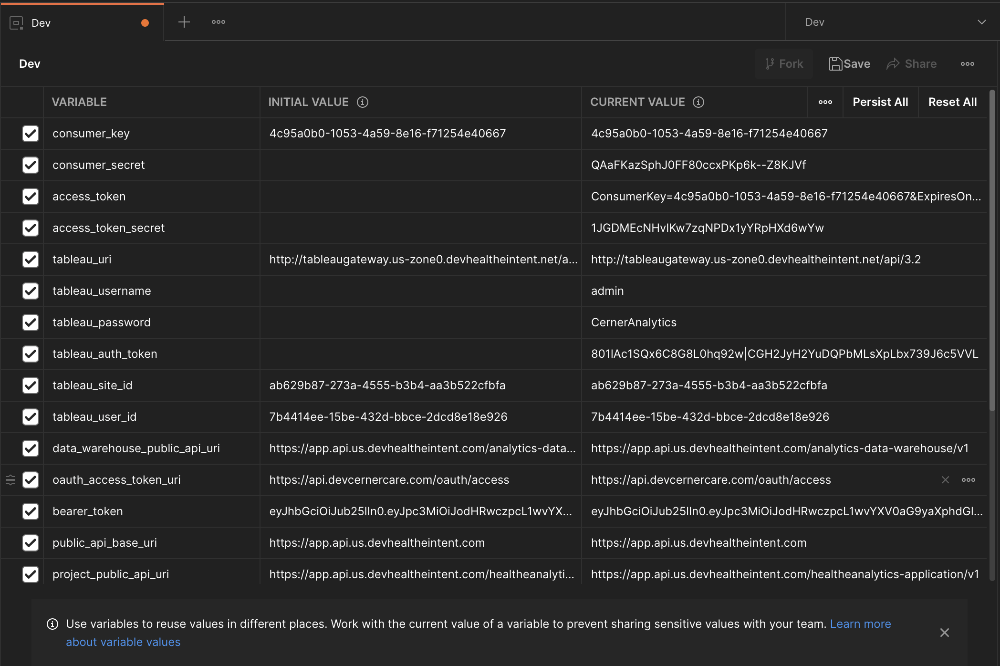 Dev
Dev
Dev
Fork Save Share
VARIABLE INITIAL VALUE CURRENT VALUE Persist All Reset All
consumer_key 4c95a0b0-1053-4a59-8e16-f71254e40667 4c95a0b0-1053-4a59-8e16-f71254e40667
consumer_secret QAaFKazSphJ0FF80ccxPKp6k--Z8KJVf
access_token ConsumerKey=4c95a0b0-1053-4a59-8e16-f71254e40667&ExpiresOn...
access_token_secret 1JGDMEcNHvIKw7zqNPDx1yYRpHXd6wYw
tableau_uri http://tableaugateway.us-zone0.devhealtheintent.net/a... http://tableaugateway.us-zone0.devhealtheintent.net/api/3.2
tableau_username admin
tableau_password CernerAnalytics
tableau_auth_token 801lAc1SQx6C8G8L0hq92w|CGH2JyH2YuDQPbMLsXpLbx739J6c5VVL
tableau_site_id ab629b87-273a-4555-b3b4-aa3b522cfbfa ab629b87-273a-4555-b3b4-aa3b522cfbfa
tableau_user_id 7b4414ee-15be-432d-bbce-2dcd8e18e926 7b4414ee-15be-432d-bbce-2dcd8e18e926
data_warehouse_public_api_uri https://app.api.us.devhealtheintent.com/analytics-data... https://app.api.us.devhealtheintent.com/analytics-data-warehouse/v1
oauth_access_token_uri https://api.devcernercare.com/oauth/access https://api.devcernercare.com/oauth/access
bearer_token eyJhbGciOiJub25lIn0.eyJpc3MiOiJodHRwczpcL1wvYX... eyJhbGciOiJub25lIn0.eyJpc3MiOiJodHRwczpcL1wvYXV0aG9yaXphdGl...
public_api_base_uri https://app.api.us.devhealtheintent.com https://app.api.us.devhealtheintent.com
project_public_api_uri https://app.api.us.devhealtheintent.com/healtheanalyti... https://app.api.us.devhealtheintent.com/healtheanalytics-application/v1
Use variables to reuse values in different places. Work with the current value of a variable to prevent sharing sensitive values with your team. Learn more
about variable values